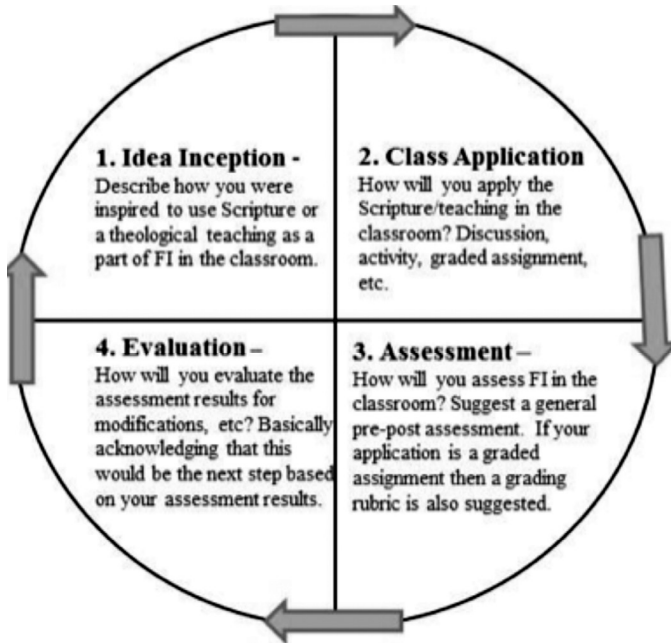 1. Idea Inception -
Describe how you were
inspired to use Scripture or
a theological teaching as a
part of FI in the classroom.
2. Class Application
How will you apply the
Scripture/teaching in the
classroom? Discussion,
activity, graded assignment,
etc.
3. Assessment –
How will you assess FI in the
classroom? Suggest a general
pre-post assessment. If your
application is a graded
assignment then a grading
rubric is also suggested.
4. Evaluation –
How will you evaluate the
assessment results for
modifications, etc? Basically
acknowledging that this
would be the next step based
on your assessment results.